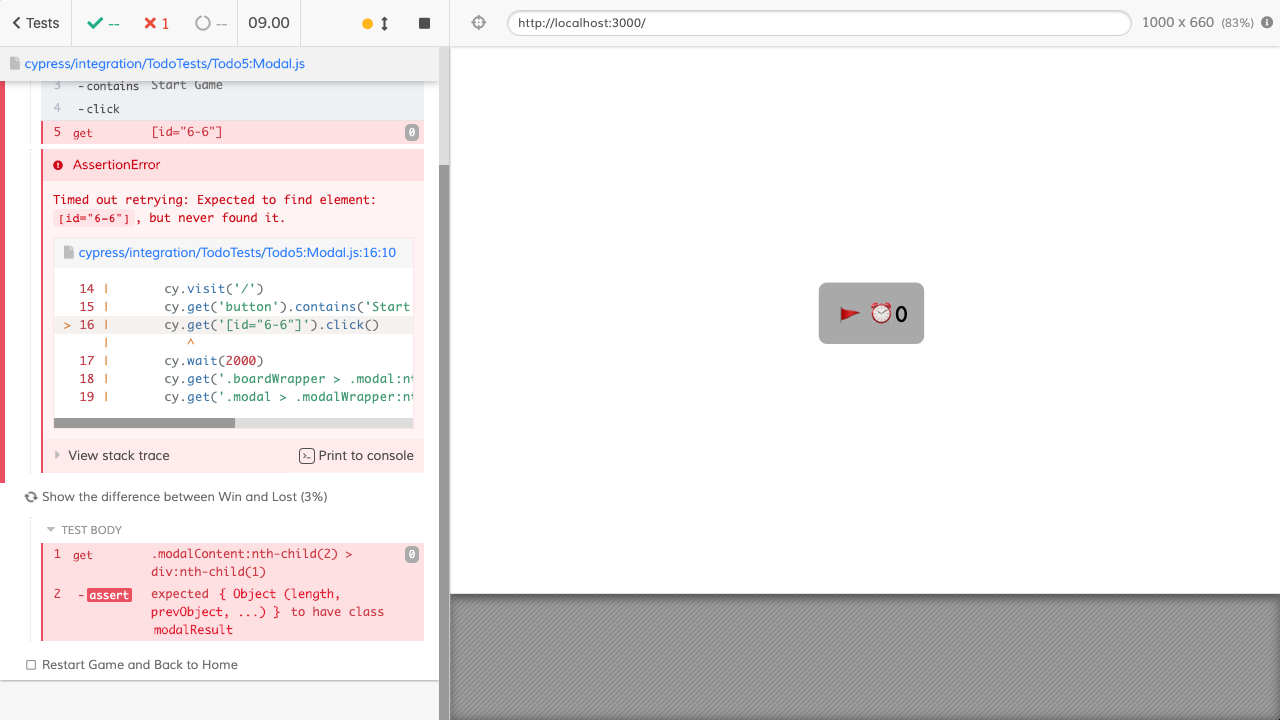 Tests
--
1
--
09.00
http://localhost:3000/
1000 x 660 (83%)
cypress/integration/TodoTests/Todo5:Modal.js
3 -contains Start Game
4 -click
5 get [id="6-6"] 0
AssertionError
Timed out retrying: Expected to find element:
[id="6-6"], but never found it.
cypress/integration/TodoTests/Todo5:Modal.js:16:10
14 | cy.visit('/')
15 | cy.get('button').contains('Start
> 16 | cy.get('[id="6-6"]').click()
| ^
17 | cy.wait(2000)
18 | cy.get('.boardWrapper > .modal:nt
19 | cy.get('.modal > .modalWrapper:nt
View stack trace
Print to console
Show the difference between Win and Lost (3%)
TEST BODY
1 get .modalContent:nth-child(2) > 0
div:nth-child(1)
2 -assert expected { Object (length,
prevObject, ...) } to have class
modalResult
Restart Game and Back to Home
0